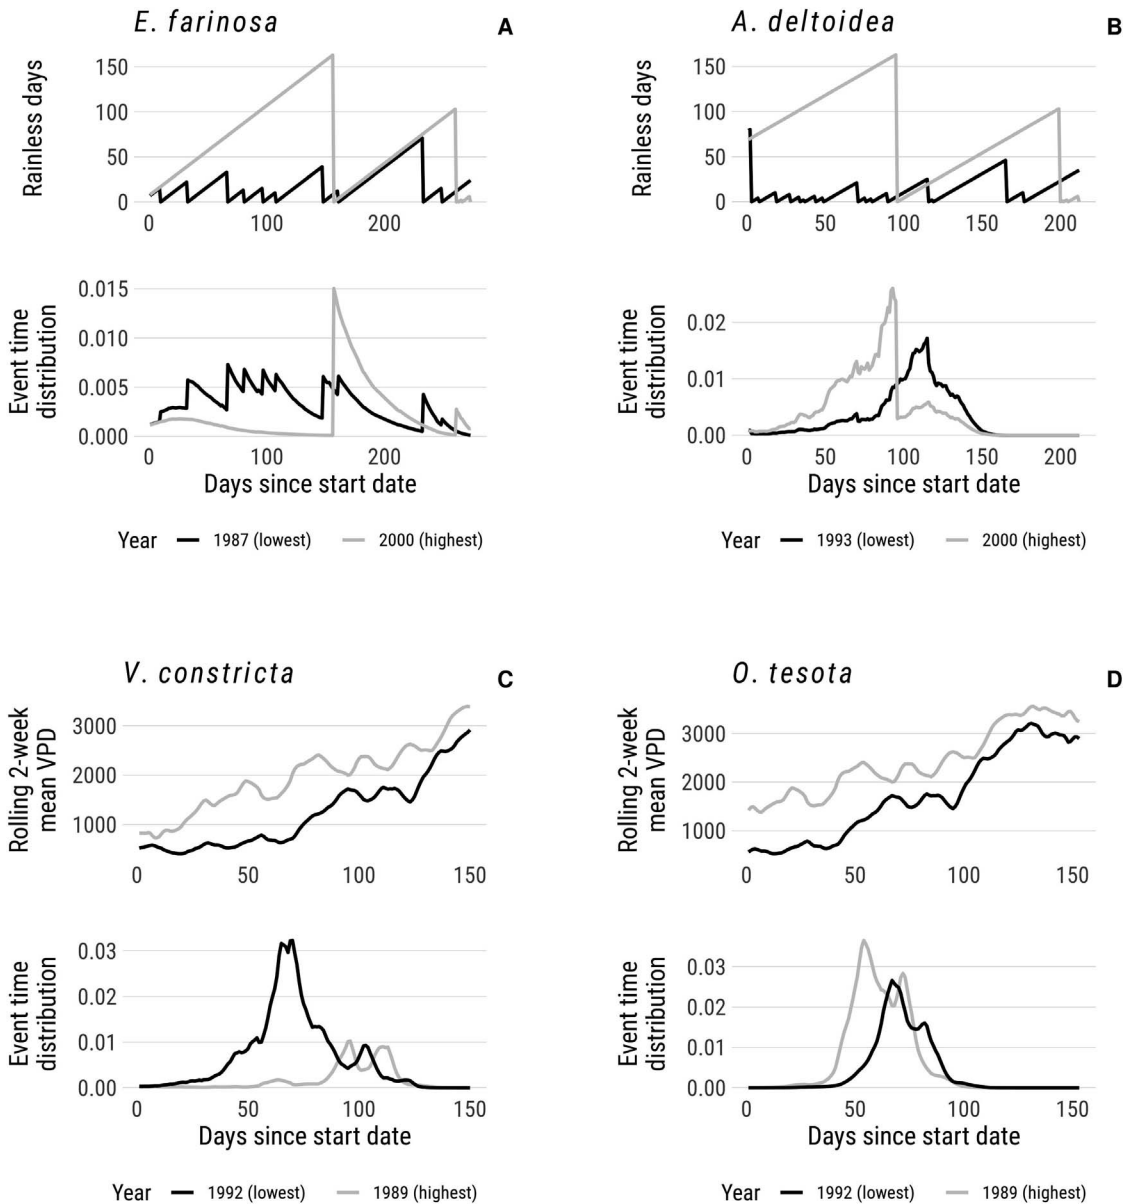 E. farinosa
A
Rainless days
150
100
50
0
0 100 200
Event time
distribution
0.015
0.010
0.005
0.000
0 100 200
Days since start date
Year 1987 (lowest) 2000 (highest)
A. deltoidea
B
Rainless days
150
100
50
0
0 50 100 150 200
Event time
distribution
0.02
0.01
0.00
0 50 100 150 200
Days since start date
Year 1993 (lowest) 2000 (highest)
V. constricta
C
Rolling 2-week
mean VPD
3000
2000
1000
0 50 100 150
Event time
distribution
0.03
0.02
0.01
0.00
0 50 100 150
Days since start date
Year 1992 (lowest) 1989 (highest)
O. tesota
D
Rolling 2-week
mean VPD
3000
2000
1000
0 50 100 150
Event time
distribution
0.03
0.02
0.01
0.00
0 50 100 150
Days since start date
Year 1992 (lowest) 1989 (highest)